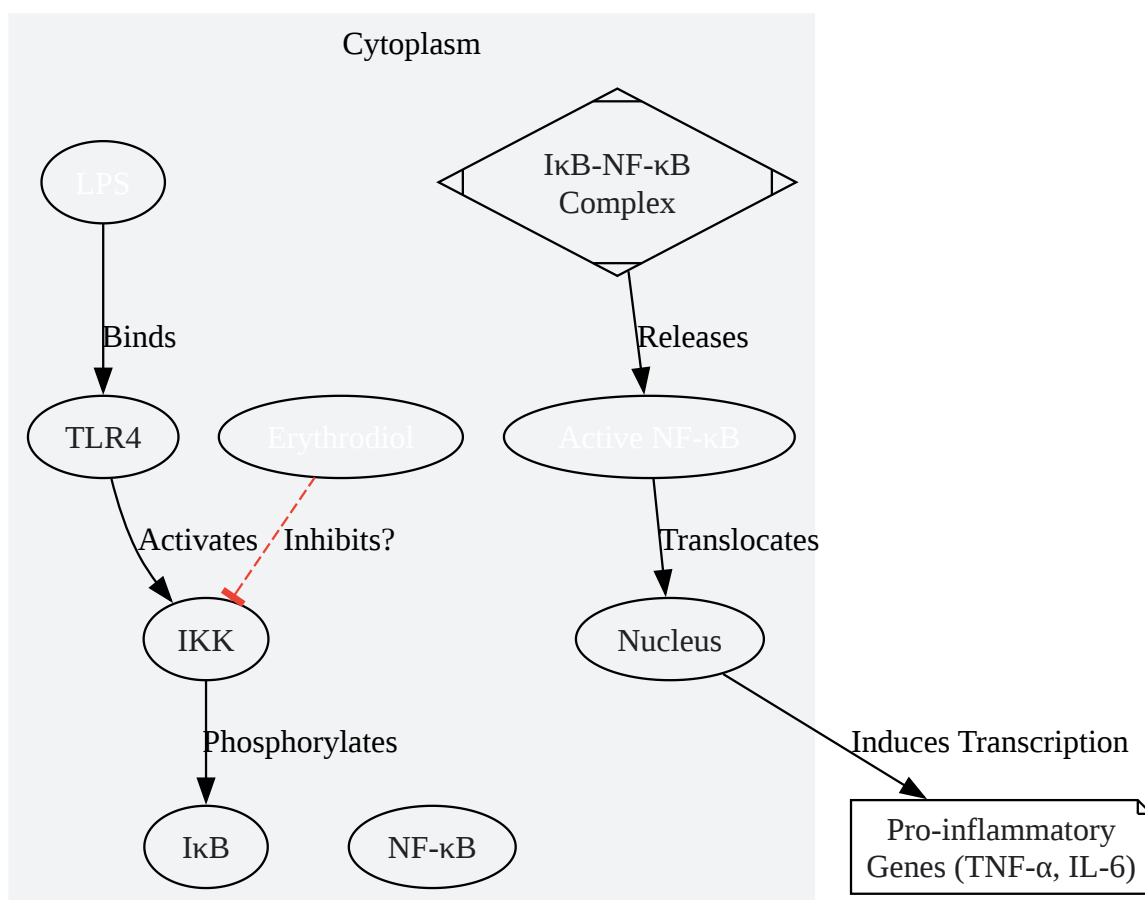 Cytoplasm
LPS
IκB-NF-κB
Complex
Binds
Releases
TLR4
Erythrodiol
Active NF-κB
Activates
Inhibits?
Translocates
IKK
Nucleus
Phosphorylates
Induces Transcription
IκB
NF-κB
Pro-inflammatory
Genes (TNF-α, IL-6)